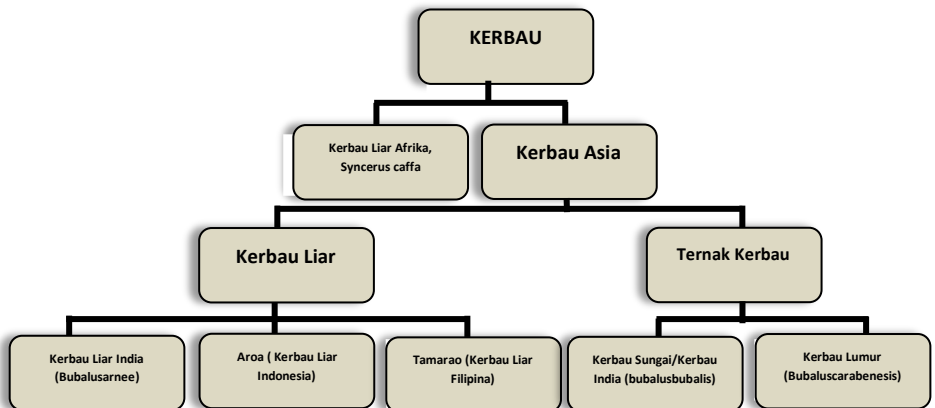 KERBAU
Kerbau Liar Afrika,
Syncerus caffa
Kerbau Asia
Kerbau Liar
Ternak Kerbau
Kerbau Liar India
(Bubalusarnee)
Aroa ( Kerbau Liar
Indonesia)
Tamarao (Kerbau Liar
Filipina)
Kerbau Sungai/Kerbau
India (bubalusbubalis)
Kerbau Lumur
(Bubaluscarabenesis)